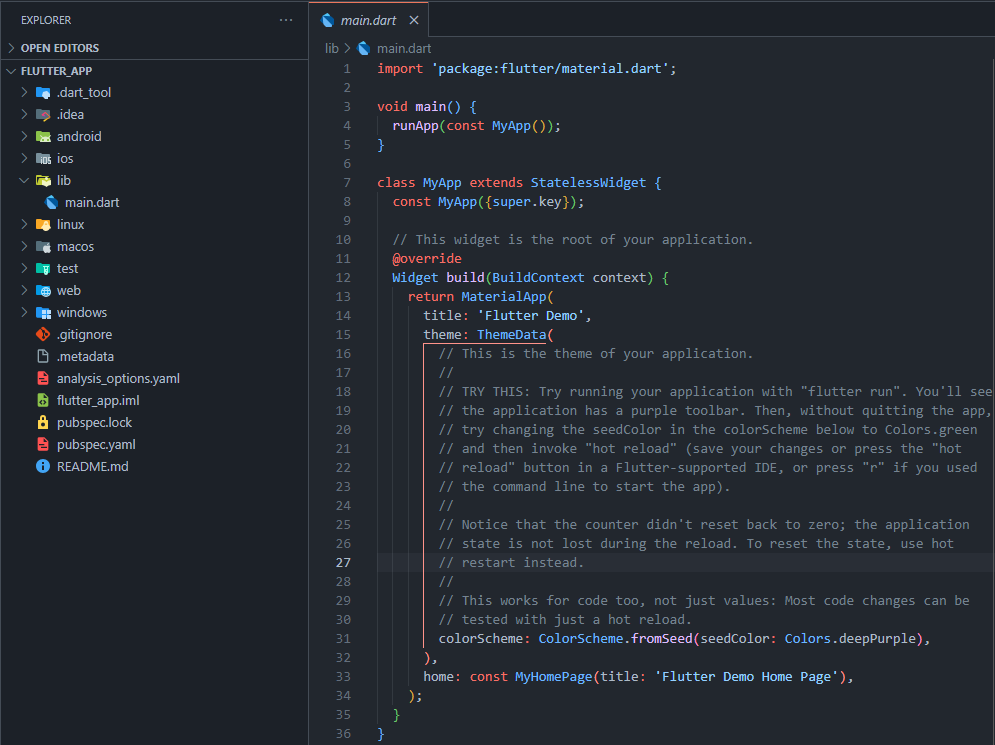 EXPLORER
...
OPEN EDITORS
FLUTTER_APP
.dart_tool
.idea
android
ios
lib
main.dart
linux
macos
test
web
windows
.gitignore
.metadata
analysis_options.yaml
flutter_app.iml
pubspec.lock
pubspec.yaml
README.md
main.dart
lib > main.dart
1 import 'package:flutter/material.dart';
2
3 void main() {
4   runApp(const MyApp());
5 }
6
7 class MyApp extends StatelessWidget {
8   const MyApp({super.key});
9
10   // This widget is the root of your application.
11   @override
12   Widget build(BuildContext context) {
13     return MaterialApp(
14       title: 'Flutter Demo',
15       theme: ThemeData(
16         // This is the theme of your application.
17         //
18         // TRY THIS: Try running your application with "flutter run". You'll see
19         // the application has a purple toolbar. Then, without quitting the app,
20         // try changing the seedColor in the colorScheme below to Colors.green
21         // and then invoke "hot reload" (save your changes or press the "hot
22         // reload" button in a Flutter-supported IDE, or press "r" if you used
23         // the command line to start the app).
24         //
25         // Notice that the counter didn't reset back to zero; the application
26         // state is not lost during the reload. To reset the state, use hot
27         // restart instead.
28         //
29         // This works for code too, not just values: Most code changes can be
30         // tested with just a hot reload.
31         colorScheme: ColorScheme.fromSeed(seedColor: Colors.deepPurple),
32       ),
33       home: const MyHomePage(title: 'Flutter Demo Home Page'),
34     );
35   }
36 }